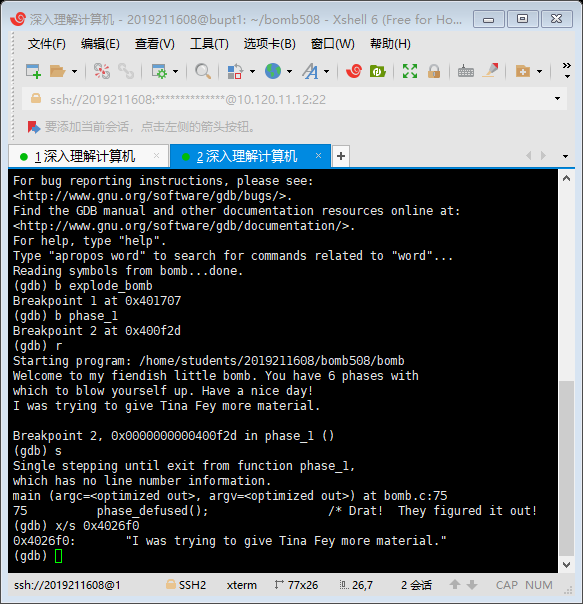 深入理解计算机 - 2019211608@bupt1: ~/bomb508 - Xshell 6 (Free for Ho...
文件(F) 编辑(E) 查看(V) 工具(T) 选项卡(B) 窗口(W) 帮助(H)
ssh://2019211608:**************@10.120.11.12:22
要添加当前会话，点击左侧的箭头按钮。
1 深入理解计算机 × 2 深入理解计算机 × +
For bug reporting instructions, please see:
<http://www.gnu.org/software/gdb/bugs/>.
Find the GDB manual and other documentation resources online at:
<http://www.gnu.org/software/gdb/documentation/>.
For help, type "help".
Type "apropos word" to search for commands related to "word"...
Reading symbols from bomb...done.
(gdb) b explode_bomb
Breakpoint 1 at 0x401707
(gdb) b phase_1
Breakpoint 2 at 0x400f2d
(gdb) r
Starting program: /home/students/2019211608/bomb508/bomb
Welcome to my fiendish little bomb. You have 6 phases with
which to blow yourself up. Have a nice day!
I was trying to give Tina Fey more material.
Breakpoint 2, 0x0000000000400f2d in phase_1 ()
(gdb) s
Single stepping until exit from function phase_1,
which has no line number information.
main (argc=<optimized out>, argv=<optimized out>) at bomb.c:75
75          phase_defused();                 /* Drat!  They figured it out!
(gdb) x/s 0x4026f0
0x4026f0:       "I was trying to give Tina Fey more material."
(gdb)
ssh://2019211608@1 SSH2 xterm 77x26 26,7 2 会话 CAP NUM